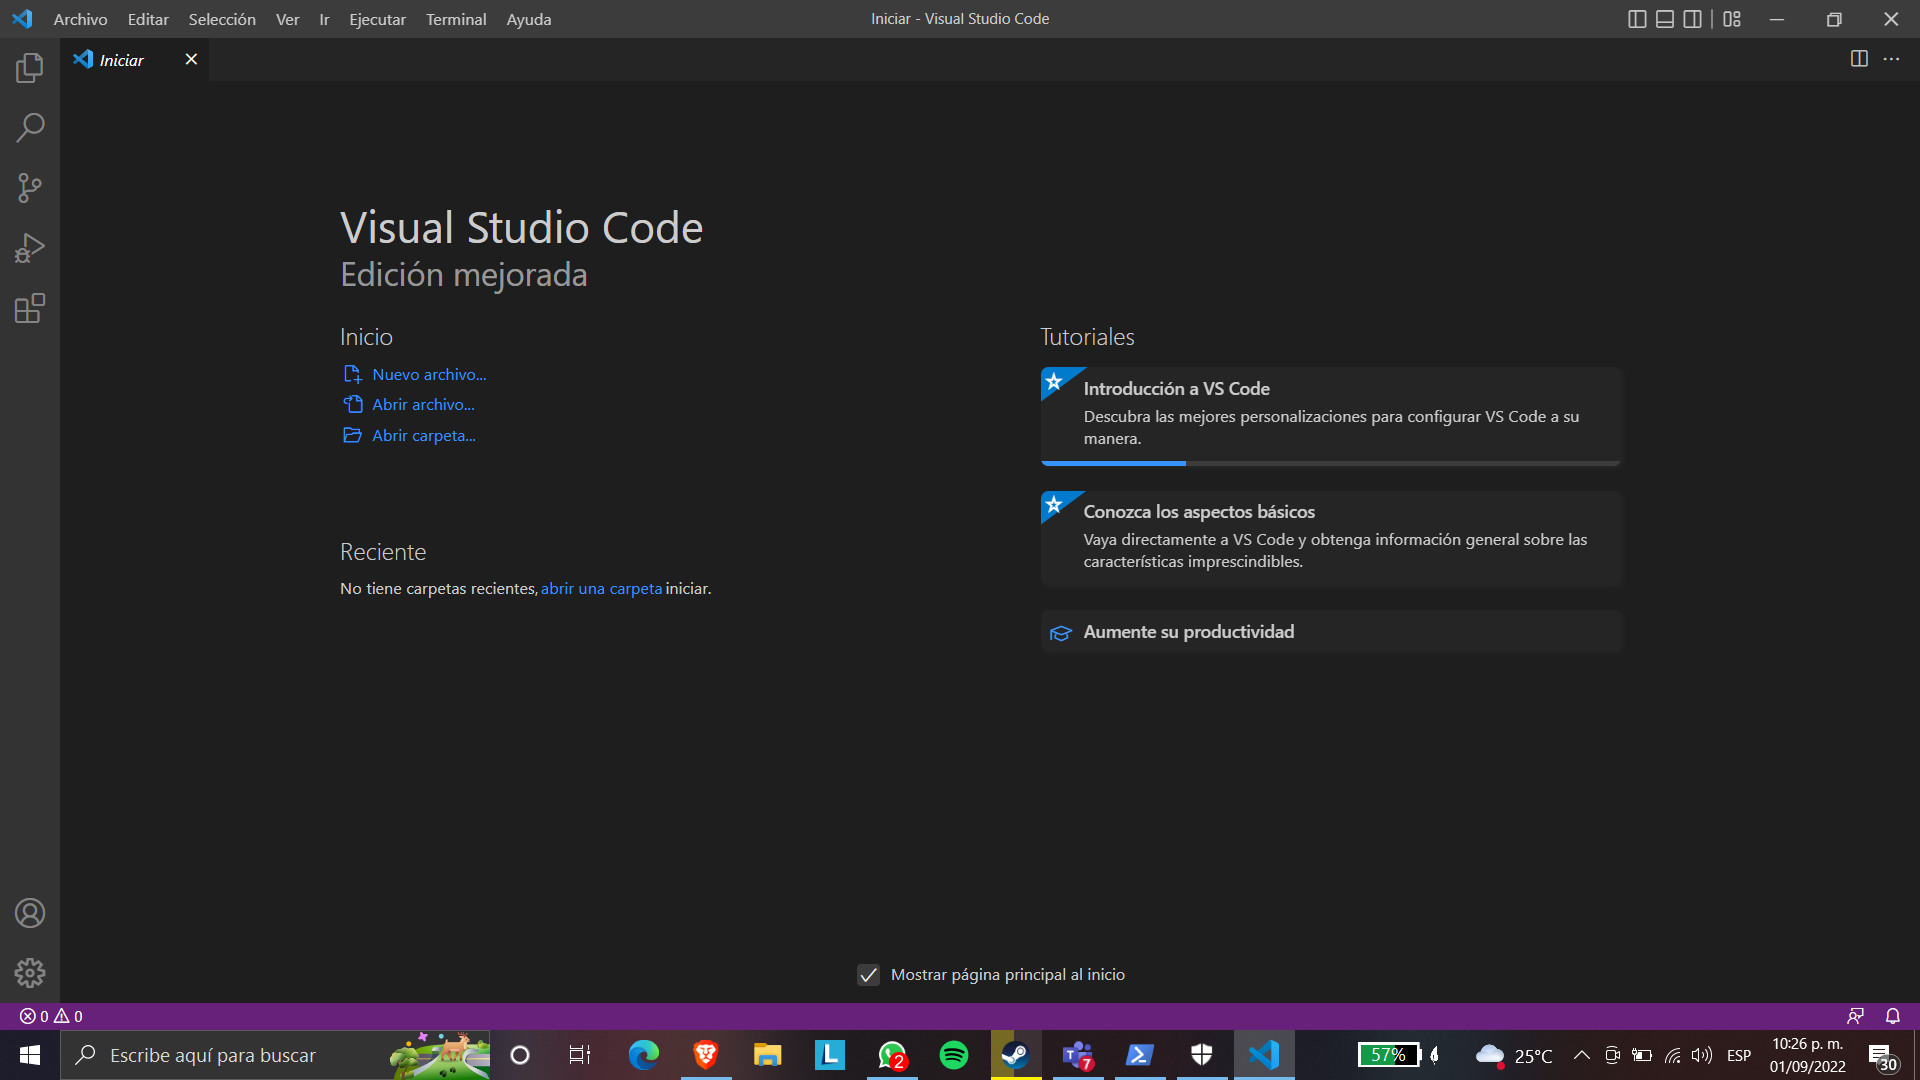 Archivo Editar Selección Ver Ir Ejecutar Terminal Ayuda
Iniciar - Visual Studio Code
Iniciar
Visual Studio Code
Edición mejorada
Inicio
Nuevo archivo...
Abrir archivo...
Abrir carpeta...
Reciente
No tiene carpetas recientes, abrir una carpeta iniciar.
Tutoriales
Introducción a VS Code
Descubra las mejores personalizaciones para configurar VS Code a su
manera.
Conozca los aspectos básicos
Vaya directamente a VS Code y obtenga información general sobre las
características imprescindibles.
Aumente su productividad
Mostrar página principal al inicio
0 0
Escribe aquí para buscar
L
2
T
7
57%
25°C
ESP
10:26 p. m.
01/09/2022
30